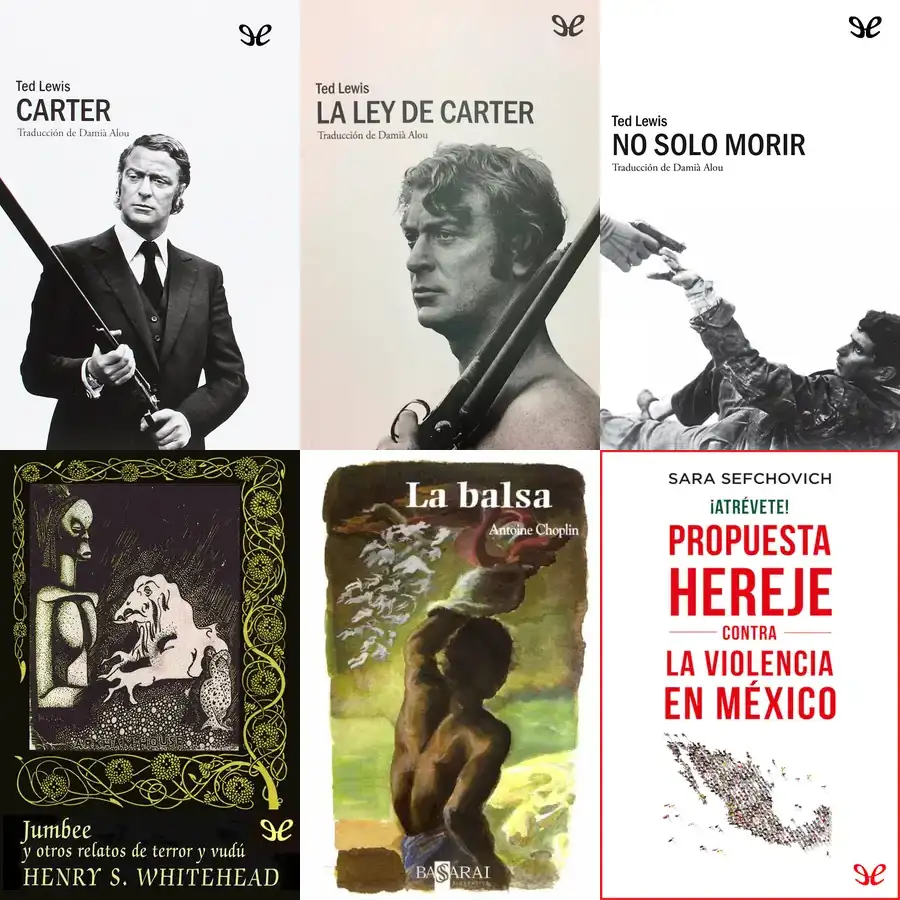 Ted Lewis
CARTER
Traducción de Damià Alou
Ted Lewis
LA LEY DE CARTER
Traducción de Damià Alou
Ted Lewis
NO SOLO MORIR
Traducción de Damià Alou
Jumbee
y otros relatos de terror y vudú
HENRY S. WHITEHEAD
La balsa
Antoine Choplin
BASSARAI
SARA SEFCHOVICH
¡ATRÉVETE!
PROPUESTA
HEREJE
CONTRA
LA VIOLENCIA
EN MÉXICO